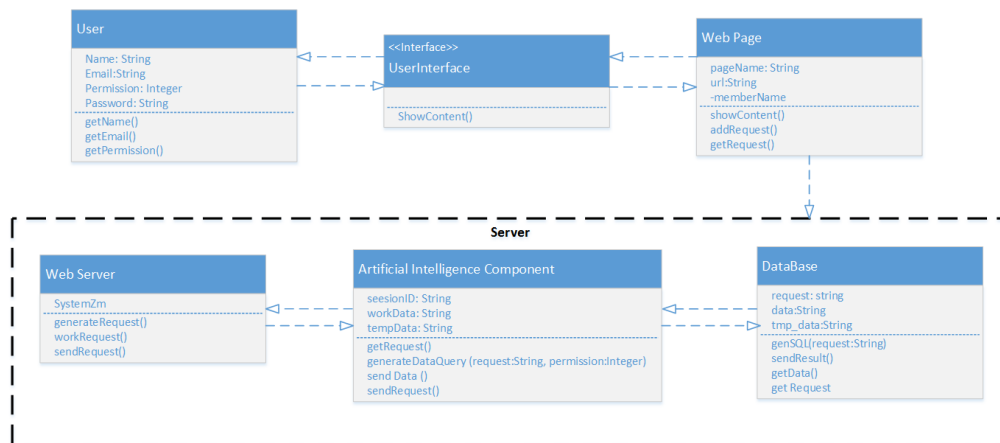 User
Name: String
Email:String
Permission: Integer
Password: String
getName()
getEmail()
getPermission()
<<Interface>>
UserInterface
ShowContent()
Web Page
pageName: String
url:String
-memberName
showContent()
addRequest()
getRequest()
Server
Web Server
SystemZm
generateRequest()
workRequest()
sendRequest()
Artificial Intelligence Component
seesionID: String
workData: String
tempData: String
getRequest()
generateDataQuery (request:String, permission:Integer)
send Data ()
sendRequest()
DataBase
request: string
data:String
tmp_data:String
genSQL(request:String)
sendResult()
getData()
get Request